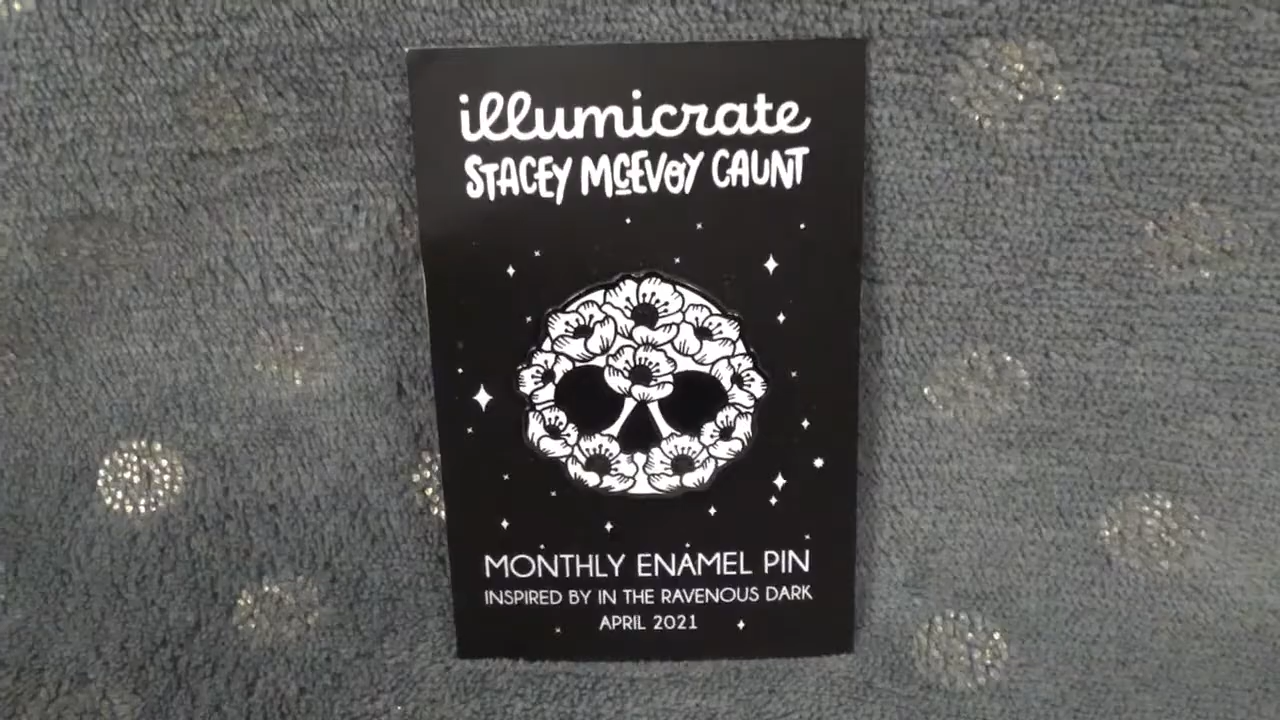 illumicrate
STACEY MCEVOY CAUNT
MONTHLY ENAMEL PIN
INSPIRED BY IN THE RAVENOUS DARK
APRIL 2021